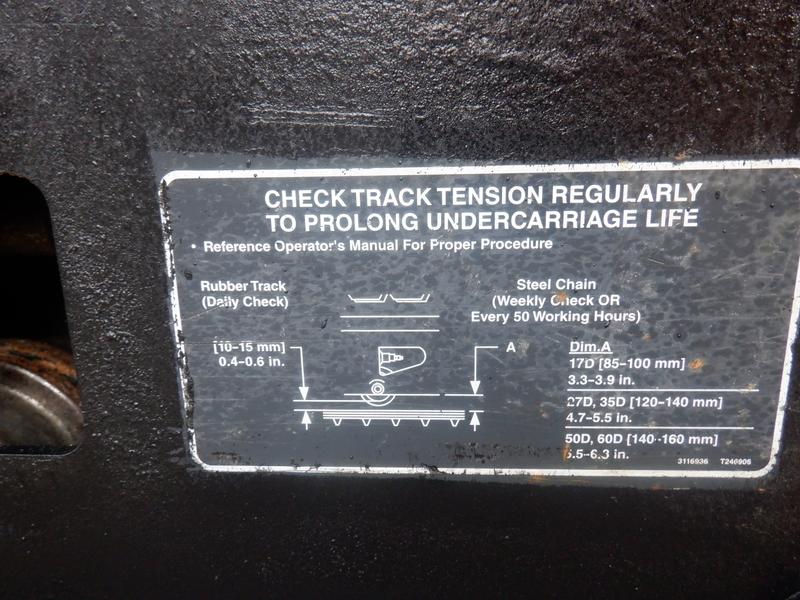 CHECK TRACK TENSION REGULARLY
TO PROLONG UNDERCARRIAGE LIFE
• Reference Operator's Manual For Proper Procedure
Rubber Track
(Daily Check)
[10-15 mm]
0.4-0.6 in.
Steel Chain
(Weekly Check OR
Every 50 Working Hours)
A
Dim.A
17D [85-100 mm]
3.3-3.9 in.
27D, 35D [120-140 mm]
4.7-5.5 in.
50D, 60D [140-160 mm]
5.5-6.3 in.
3116936 T246906